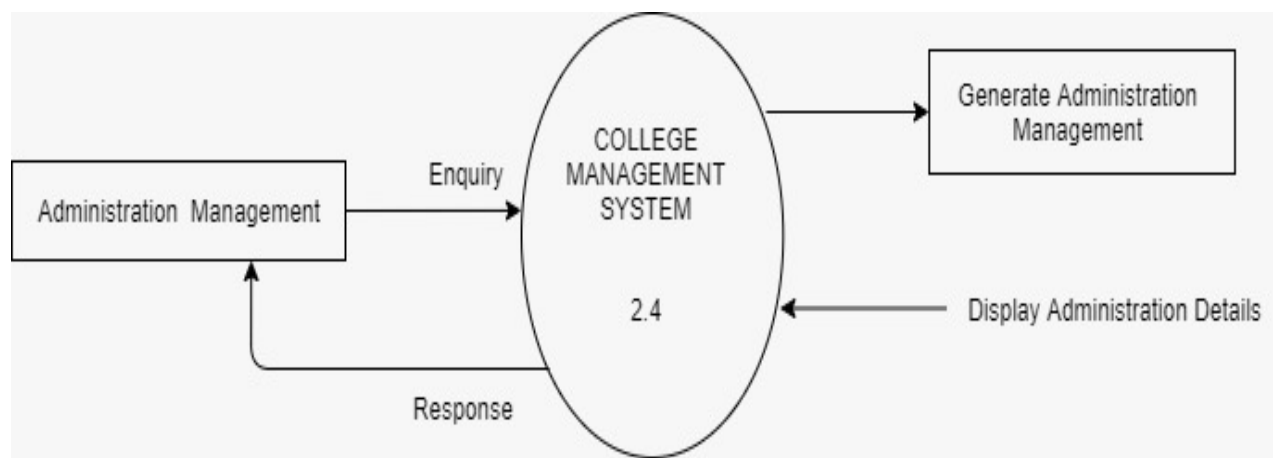 Administration Management
Enquiry
Response
COLLEGE
MANAGEMENT
SYSTEM
2.4
Generate Administration
Management
Display Administration Details